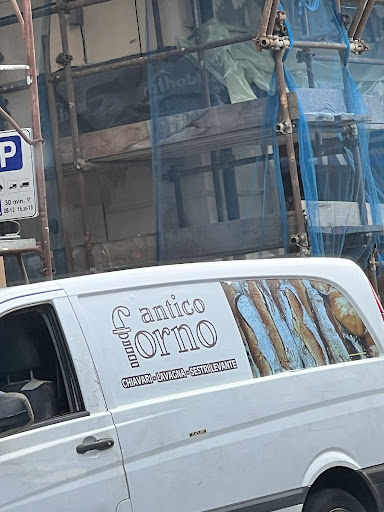 P
30 min.
antico
forno
CHIAVARI - LAVAGNA - SESTRI LEVANTE